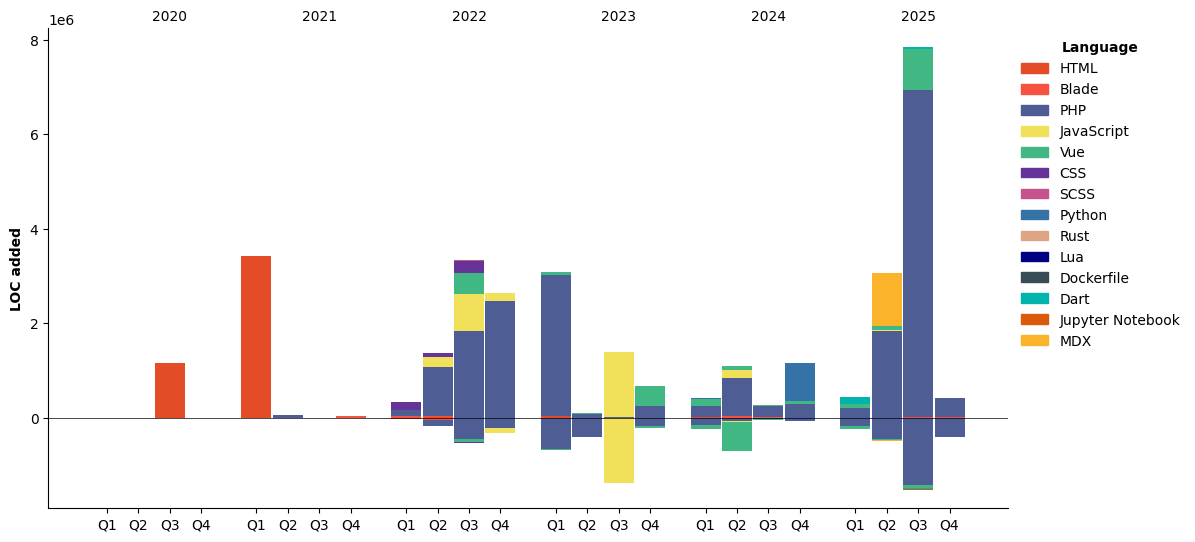 1e6
2020 2021 2022 2023 2024 2025
8
6
4
2
0
LOC added
Q1 Q2 Q3 Q4 Q1 Q2 Q3 Q4 Q1 Q2 Q3 Q4 Q1 Q2 Q3 Q4 Q1 Q2 Q3 Q4 Q1 Q2 Q3 Q4
Language
HTML
Blade
PHP
JavaScript
Vue
CSS
SCSS
Python
Rust
Lua
Dockerfile
Dart
Jupyter Notebook
MDX